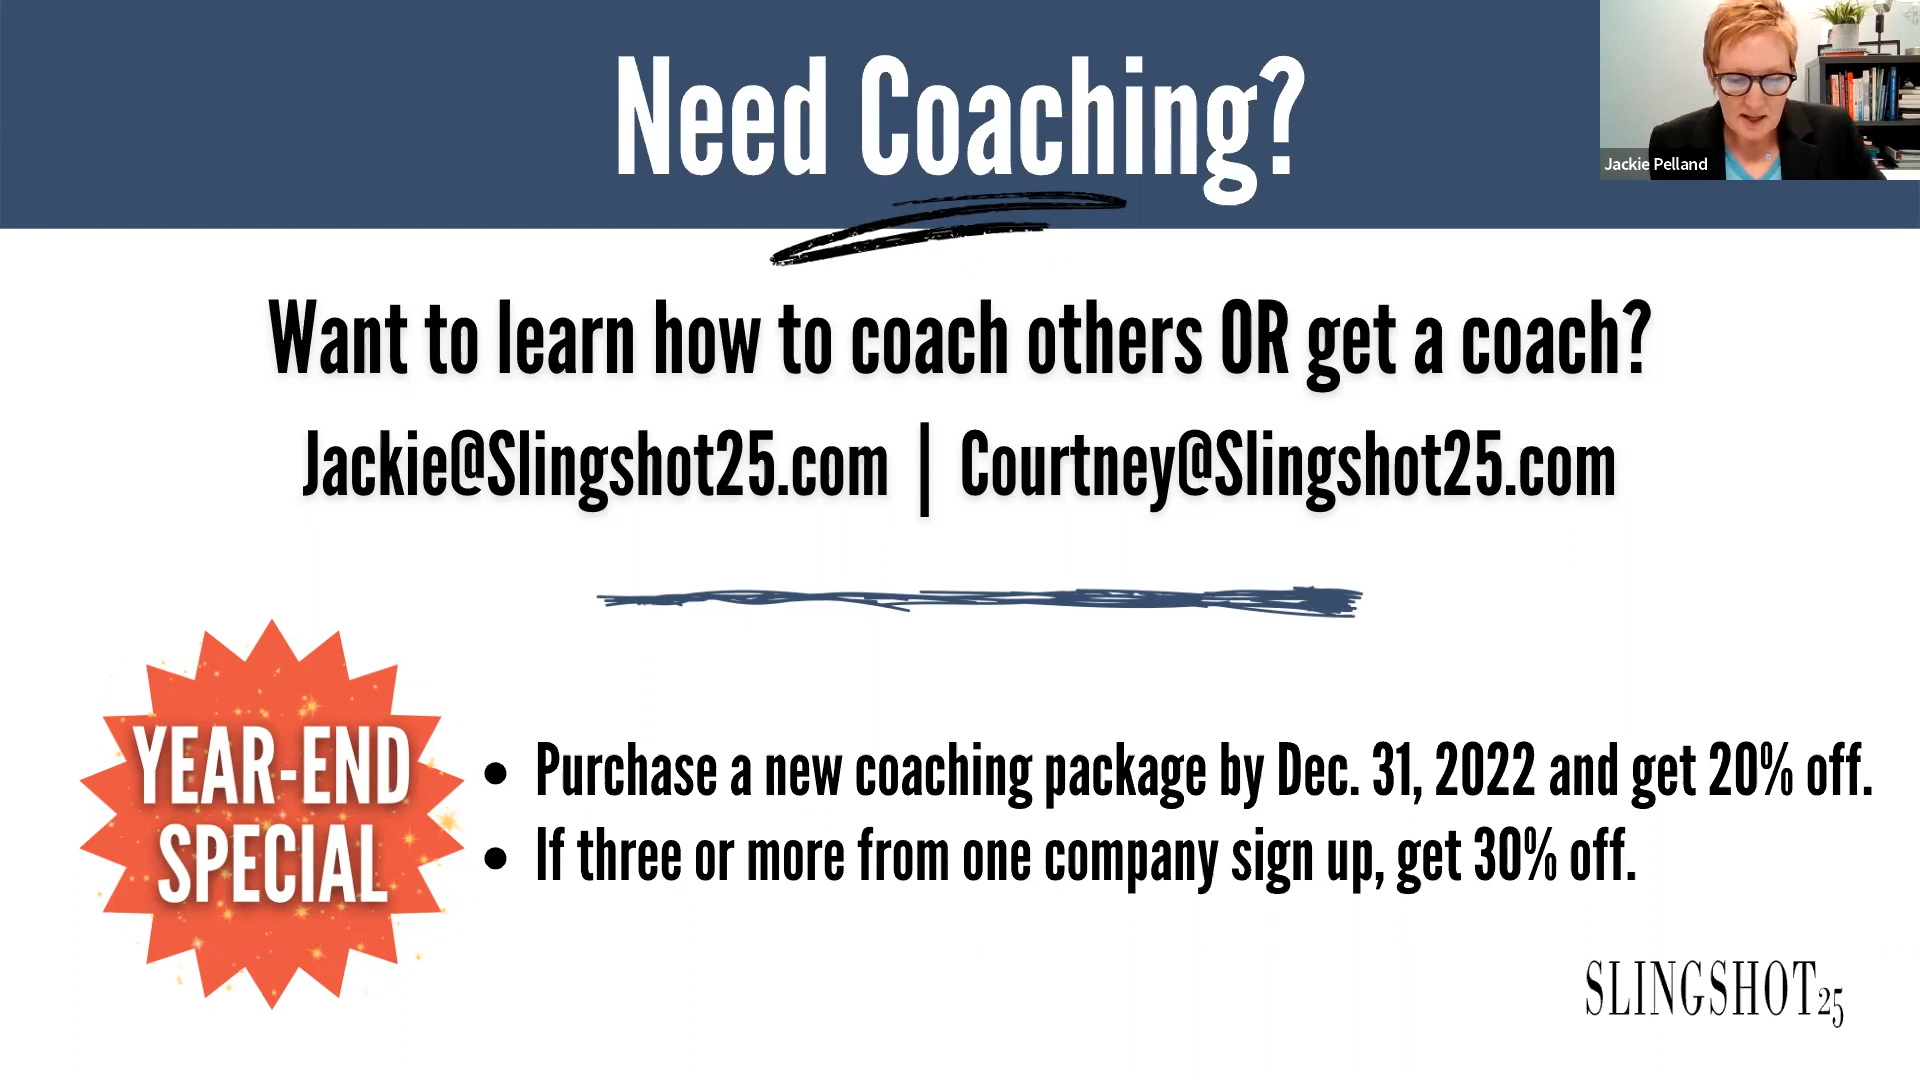 Need Coaching?
Jackie Pelland
Want to learn how to coach others OR get a coach?
Jackie@Slingshot25.com | Courtney@Slingshot25.com
YEAR-END
SPECIAL
• Purchase a new coaching package by Dec. 31, 2022 and get 20% off.
• If three or more from one company sign up, get 30% off.
SLINGSHOT25